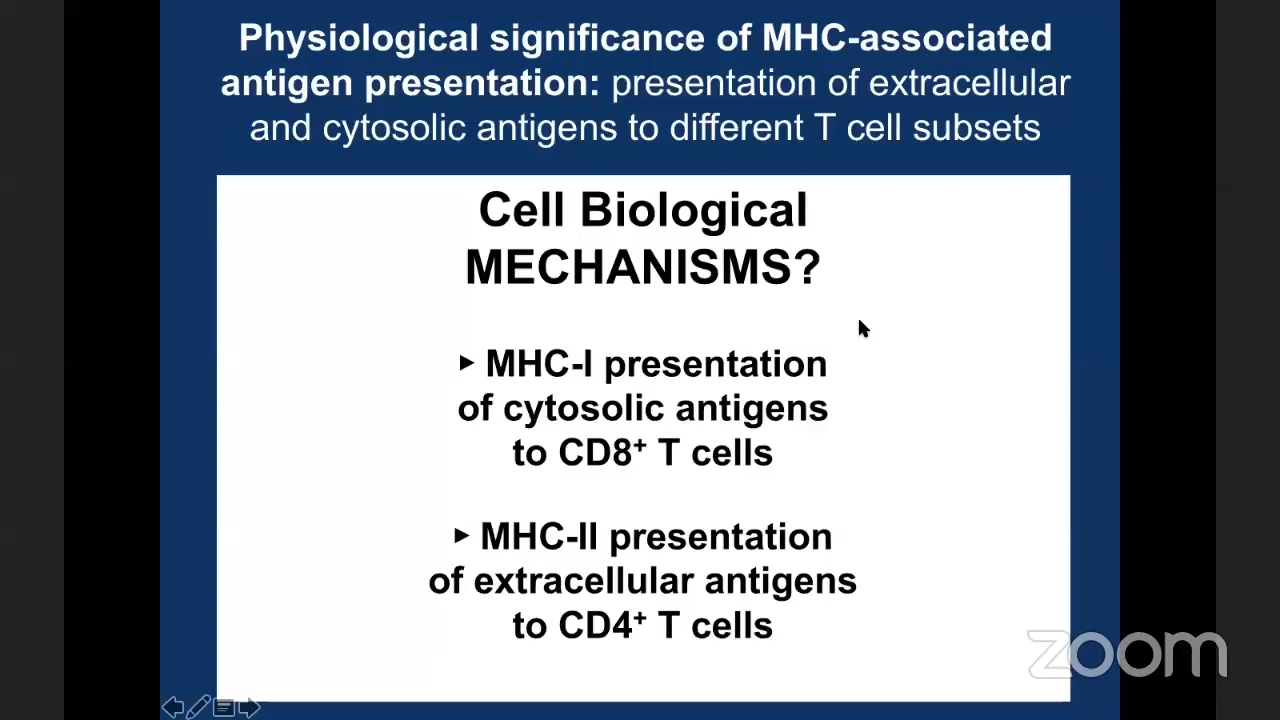 Physiological significance of MHC-associated
antigen presentation: presentation of extracellular
and cytosolic antigens to different T cell subsets
Cell Biological
MECHANISMS?
▸ MHC-I presentation
of cytosolic antigens
to CD8⁺ T cells
▸ MHC-II presentation
of extracellular antigens
to CD4⁺ T cells
zoom